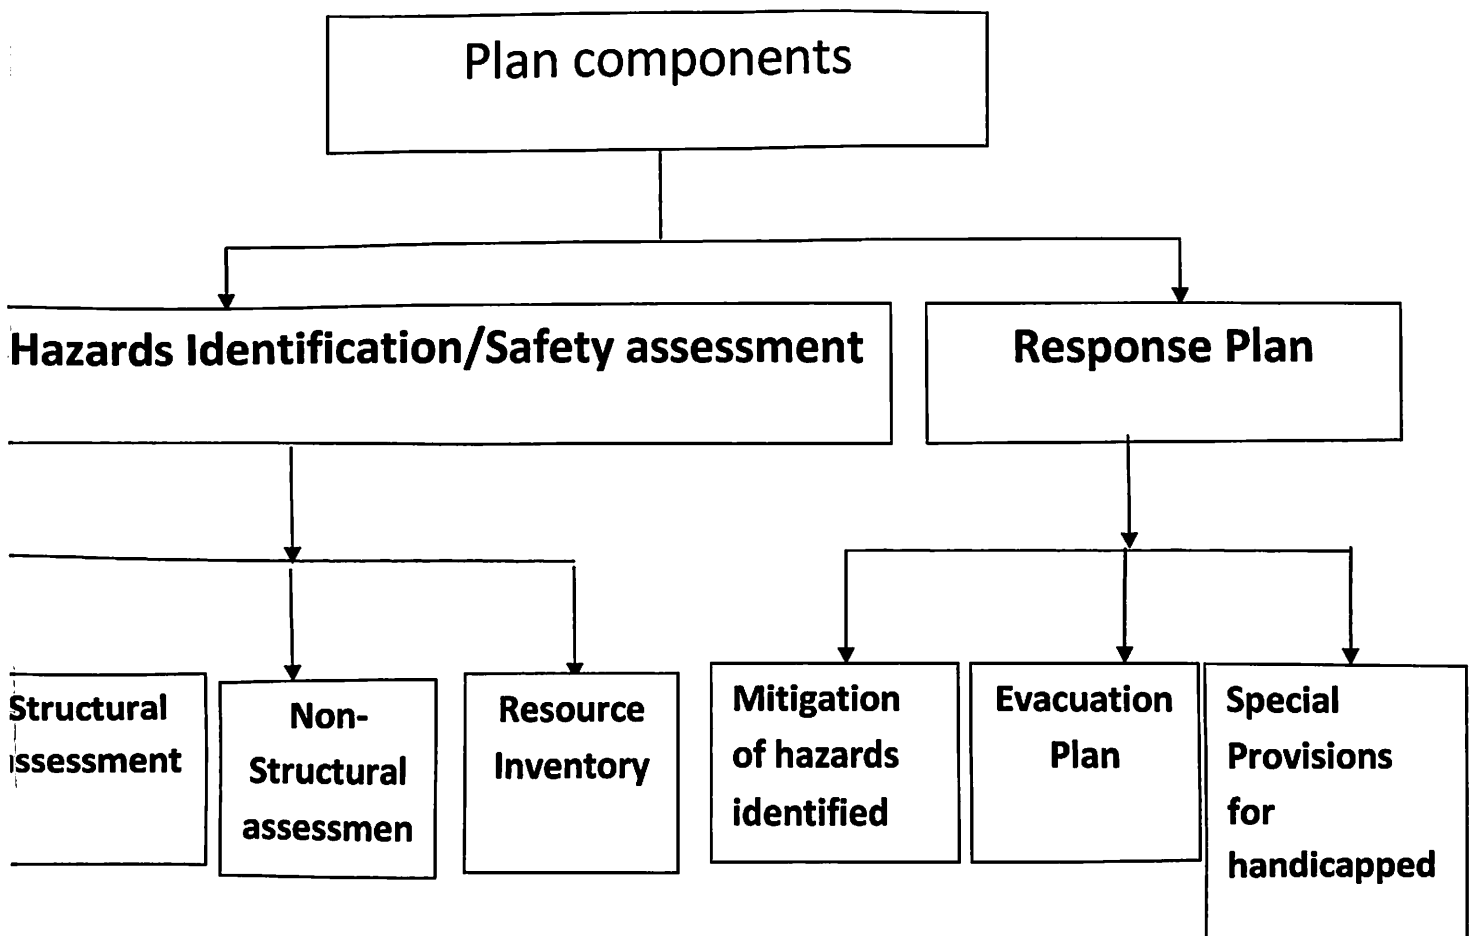 Plan components
Hazards Identification/Safety assessment
Response Plan
Structural
ssessment
Non-
Structural
assessmen
Resource
Inventory
Mitigation
of hazards
identified
Evacuation
Plan
Special
Provisions
for
handicapped